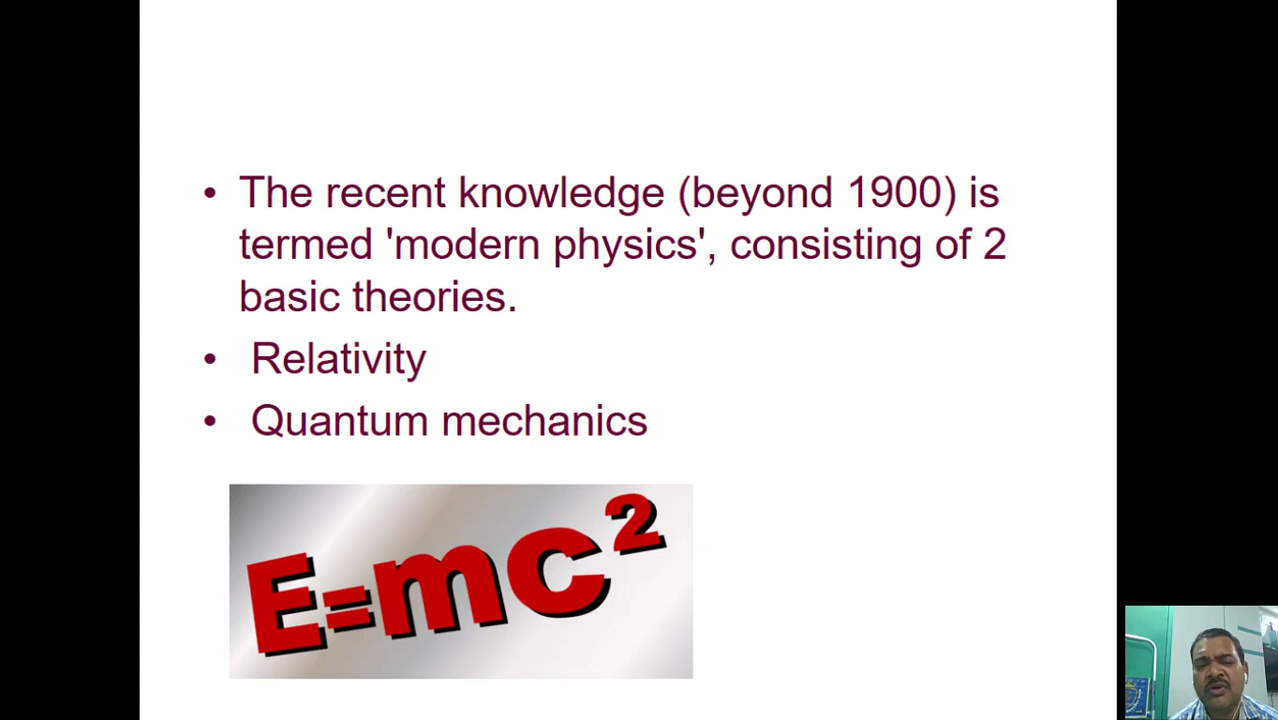 • The recent knowledge (beyond 1900) is
termed 'modern physics', consisting of 2
basic theories.
• Relativity
• Quantum mechanics
E=mc²